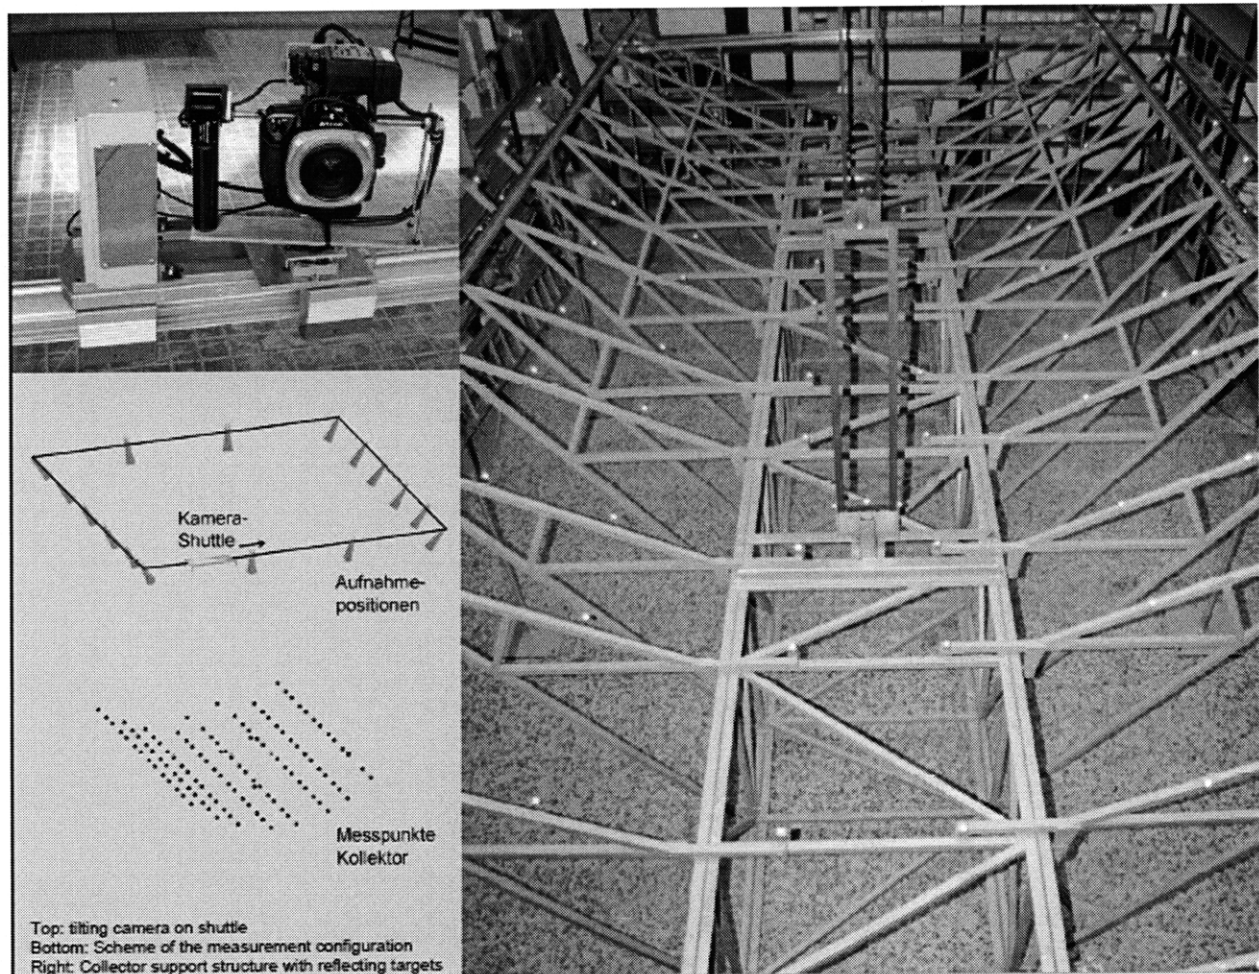 Kamera-
Shuttle
Aufnahme-
positionen
Messpunkte
Kollektor
Top: tilting camera on shuttle
Bottom: Scheme of the measurement configuration
Right: Collector support structure with reflecting targets